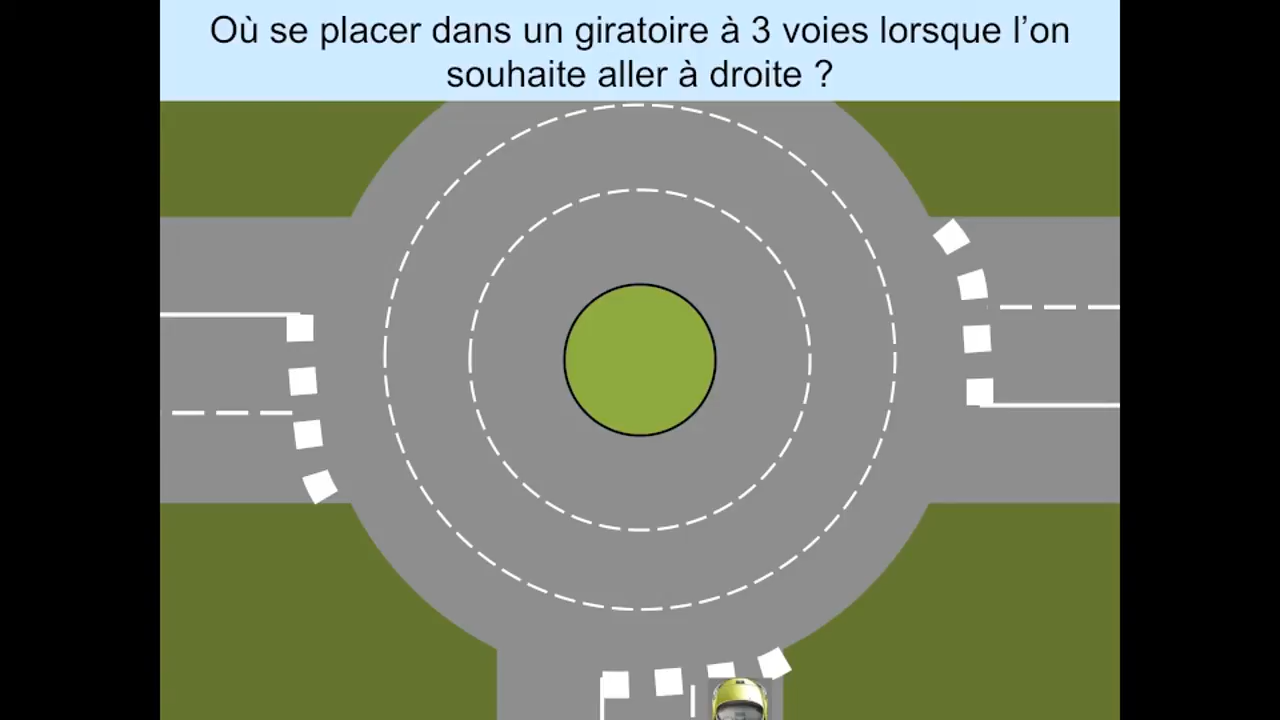 Où se placer dans un giratoire à 3 voies lorsque l’on
souhaite aller à droite ?